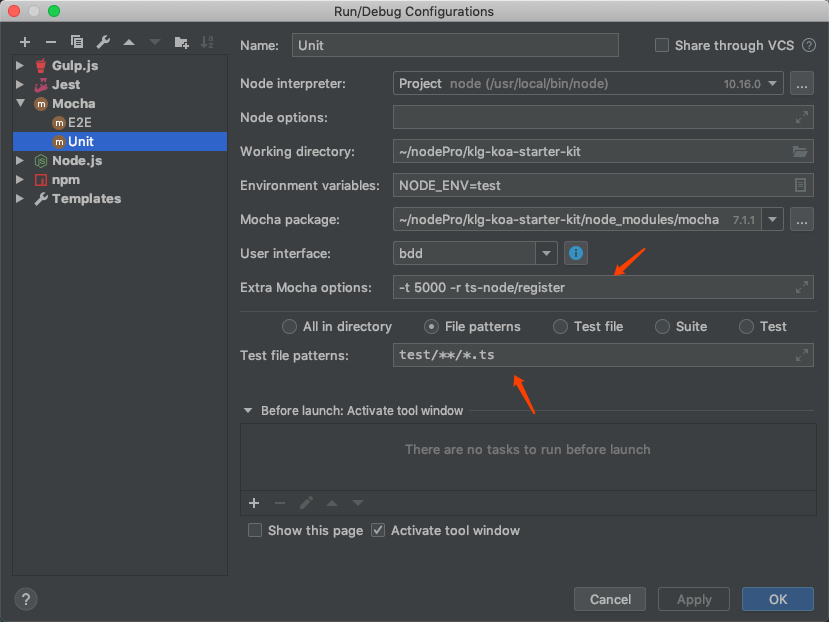 Run/Debug Configurations
Name: Unit Share through VCS ?
Gulp.js
Jest
Mocha
E2E
Unit
Node.js
npm
Templates
Node interpreter: Project node (/usr/local/bin/node) 10.16.0 ...
Node options:
Working directory: ~/nodePro/klg-koa-starter-kit
Environment variables: NODE_ENV=test
Mocha package: ~/nodePro/klg-koa-starter-kit/node_modules/mocha 7.1.1 ...
User interface: bdd
Extra Mocha options: -t 5000 -r ts-node/register
All in directory File patterns Test file Suite Test
Test file patterns: test/**/*.ts
Before launch: Activate tool window
There are no tasks to run before launch
Show this page Activate tool window
? Cancel Apply OK